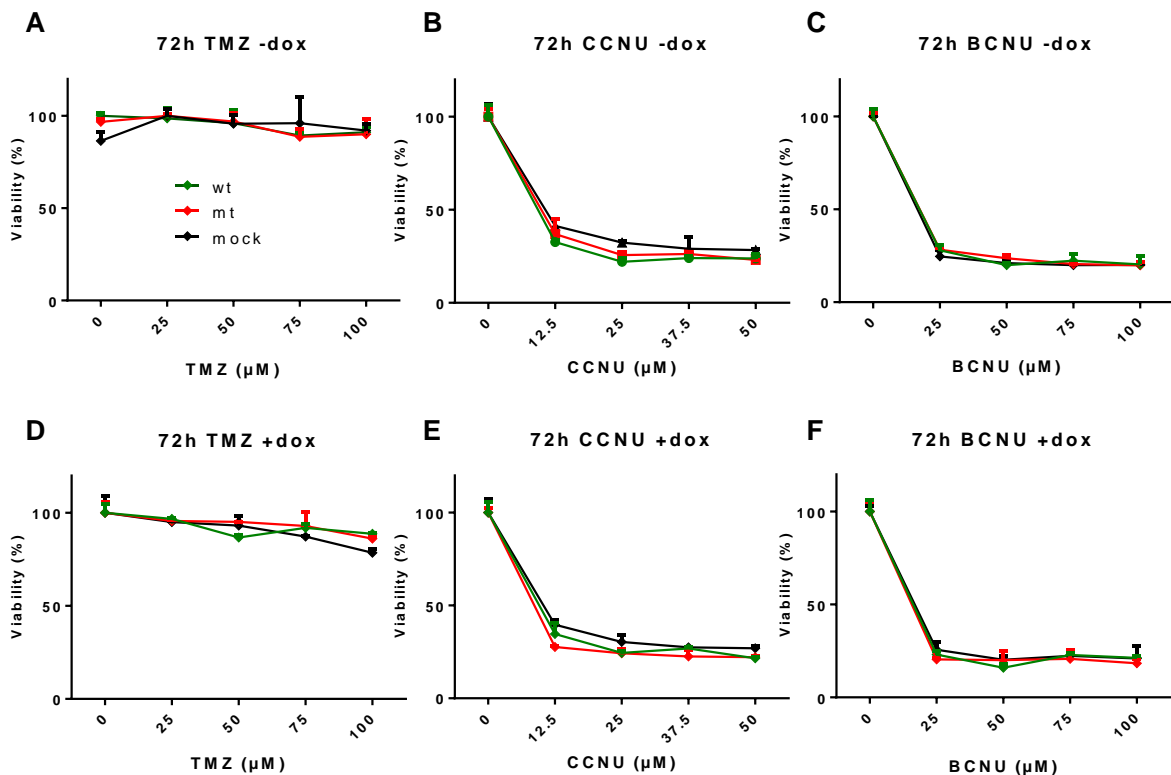 A
72h TMZ -dox
Viability (%)
100
50
0
wt
mt
mock
0
25
50
75
100
TMZ (µM)
B
72h CCNU -dox
Viability (%)
100
50
0
0
12.5
25
37.5
50
CCNU (µM)
C
72h BCNU -dox
Viability (%)
100
50
0
0
25
50
75
100
BCNU (µM)
D
72h TMZ +dox
Viability (%)
100
50
0
0
25
50
75
100
TMZ (µM)
E
72h CCNU +dox
Viability (%)
100
50
0
0
12.5
25
37.5
50
CCNU (µM)
F
72h BCNU +dox
Viability (%)
100
50
0
0
25
50
75
100
BCNU (µM)